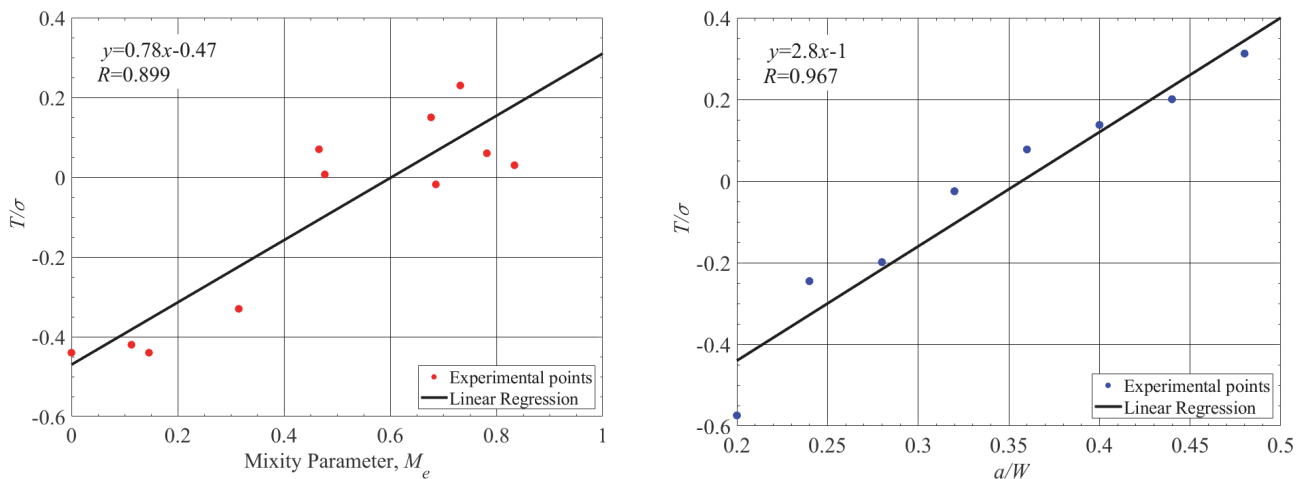 0.4
0.2
0
-0.2
-0.4
-0.6
T/σ
y=0.78x-0.47
R=0.899
Experimental points
Linear Regression
0 0.2 0.4 0.6 0.8 1
Mixity Parameter, Me
0.4
0.2
0
-0.2
-0.4
-0.6
T/σ
y=2.8x-1
R=0.967
Experimental points
Linear Regression
0.2 0.25 0.3 0.35 0.4 0.45 0.5
a/W